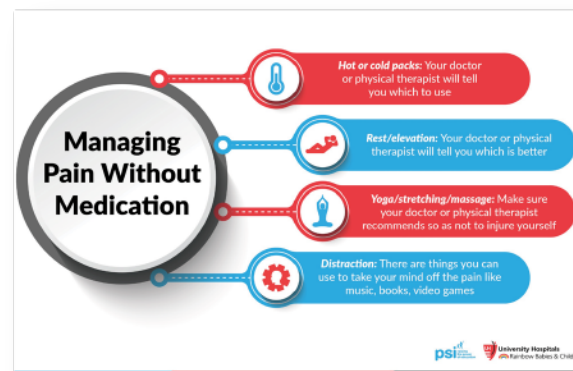 Managing
Pain Without
Medication
Hot or cold packs: Your doctor
or physical therapist will tell
you which to use
Rest/elevation: Your doctor or physical
therapist will tell you which is better
Yoga/stretching/massage: Make sure
your doctor or physical therapist
recommends so as not to injure yourself
Distraction: There are things you can
use to take your mind off the pain like
music, books, video games
psi
University Hospitals
Rainbow Babies & Child